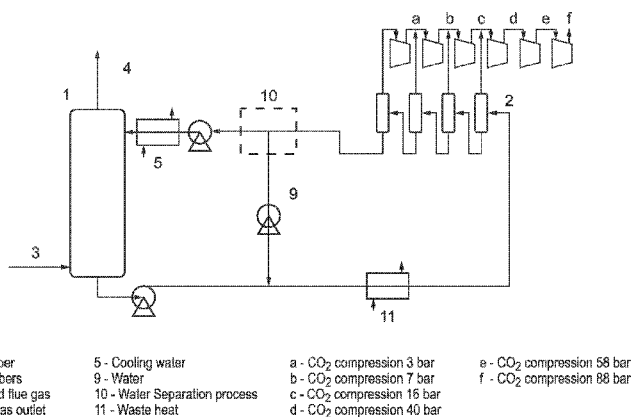 a b c d e f
4
1
10
2
5
9
3
11
ber 5 - Cooling water a - CO2 compression 3 bar e - CO2 compression 58 bar
bers 9 - Water b - CO2 compression 7 bar f - CO2 compression 88 bar
d flue gas 10 - Water Separation process c - CO2 compression 16 bar
as outlet 11 - Waste heat d - CO2 compression 40 bar